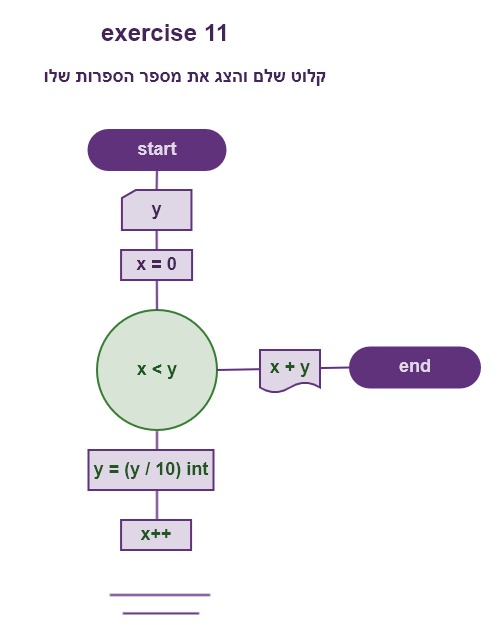 exercise 11
קלוט שלם והצג את מספר הספרות שלו
start
y
x = 0
x < y
x + y
end
y = (y / 10) int
x++